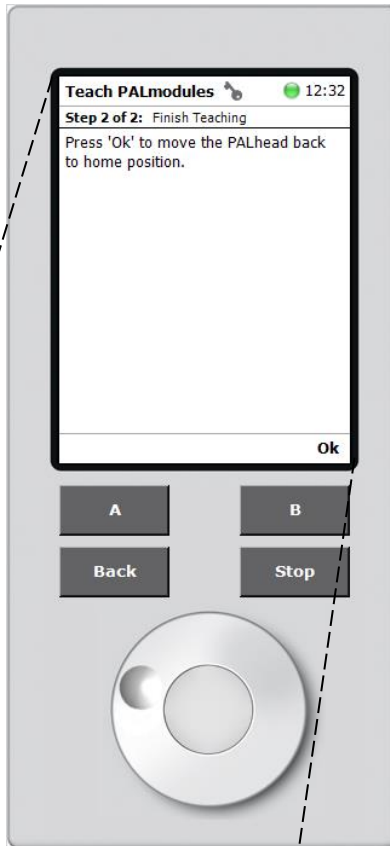 Teach PALmodules 12:32
Step 2 of 2: Finish Teaching
Press 'Ok' to move the PALhead back
to home position.
Ok
A B
Back Stop